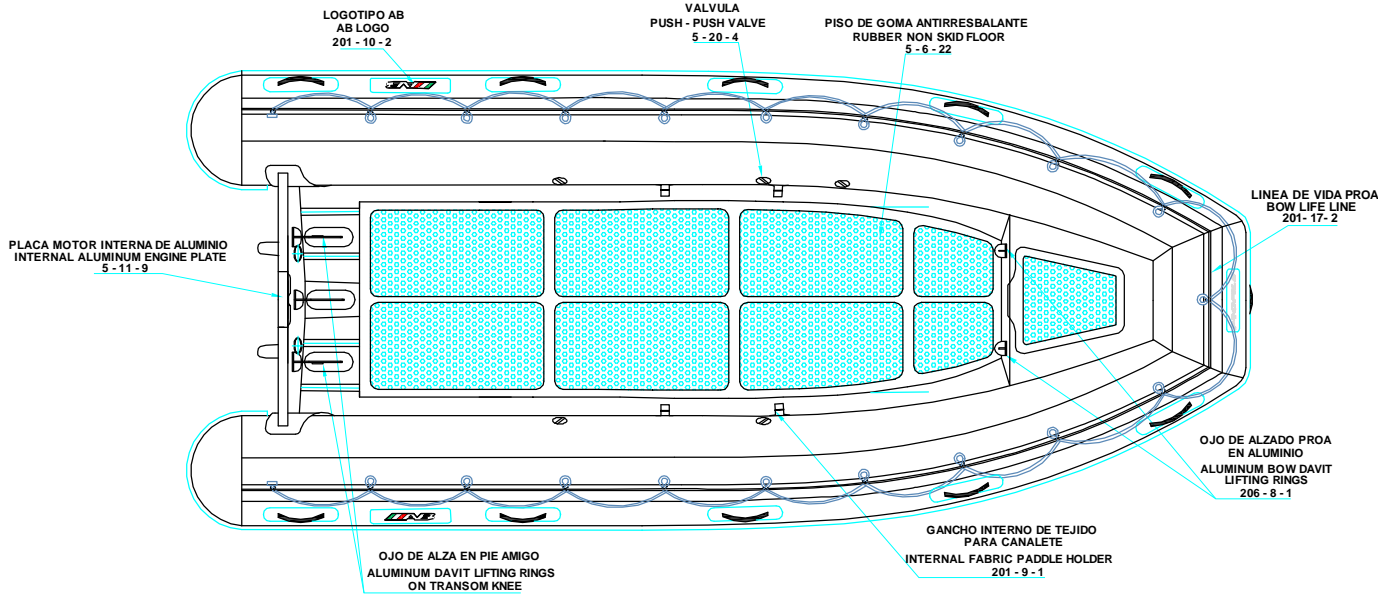 LOGOTIPO AB
AB LOGO
201 - 10 - 2
VALVULA
PUSH - PUSH VALVE
5 - 20 - 4
PISO DE GOMA ANTIRRESBALANTE
RUBBER NON SKID FLOOR
5 - 6 - 22
LINEA DE VIDA PROA
BOW LIFE LINE
201 - 17 - 2
PLACA MOTOR INTERNA DE ALUMINIO
INTERNAL ALUMINUM ENGINE PLATE
5 - 11 - 9
OJO DE ALZADO PROA
EN ALUMINIO
ALUMINUM BOW DAVIT
LIFTING RINGS
206 - 8 - 1
GANCHO INTERNO DE TEJIDO
PARA CANALETE
INTERNAL FABRIC PADDLE HOLDER
201 - 9 - 1
OJO DE ALZA EN PIE AMIGO
ALUMINUM DAVIT LIFTING RINGS
ON TRANSOM KNEE